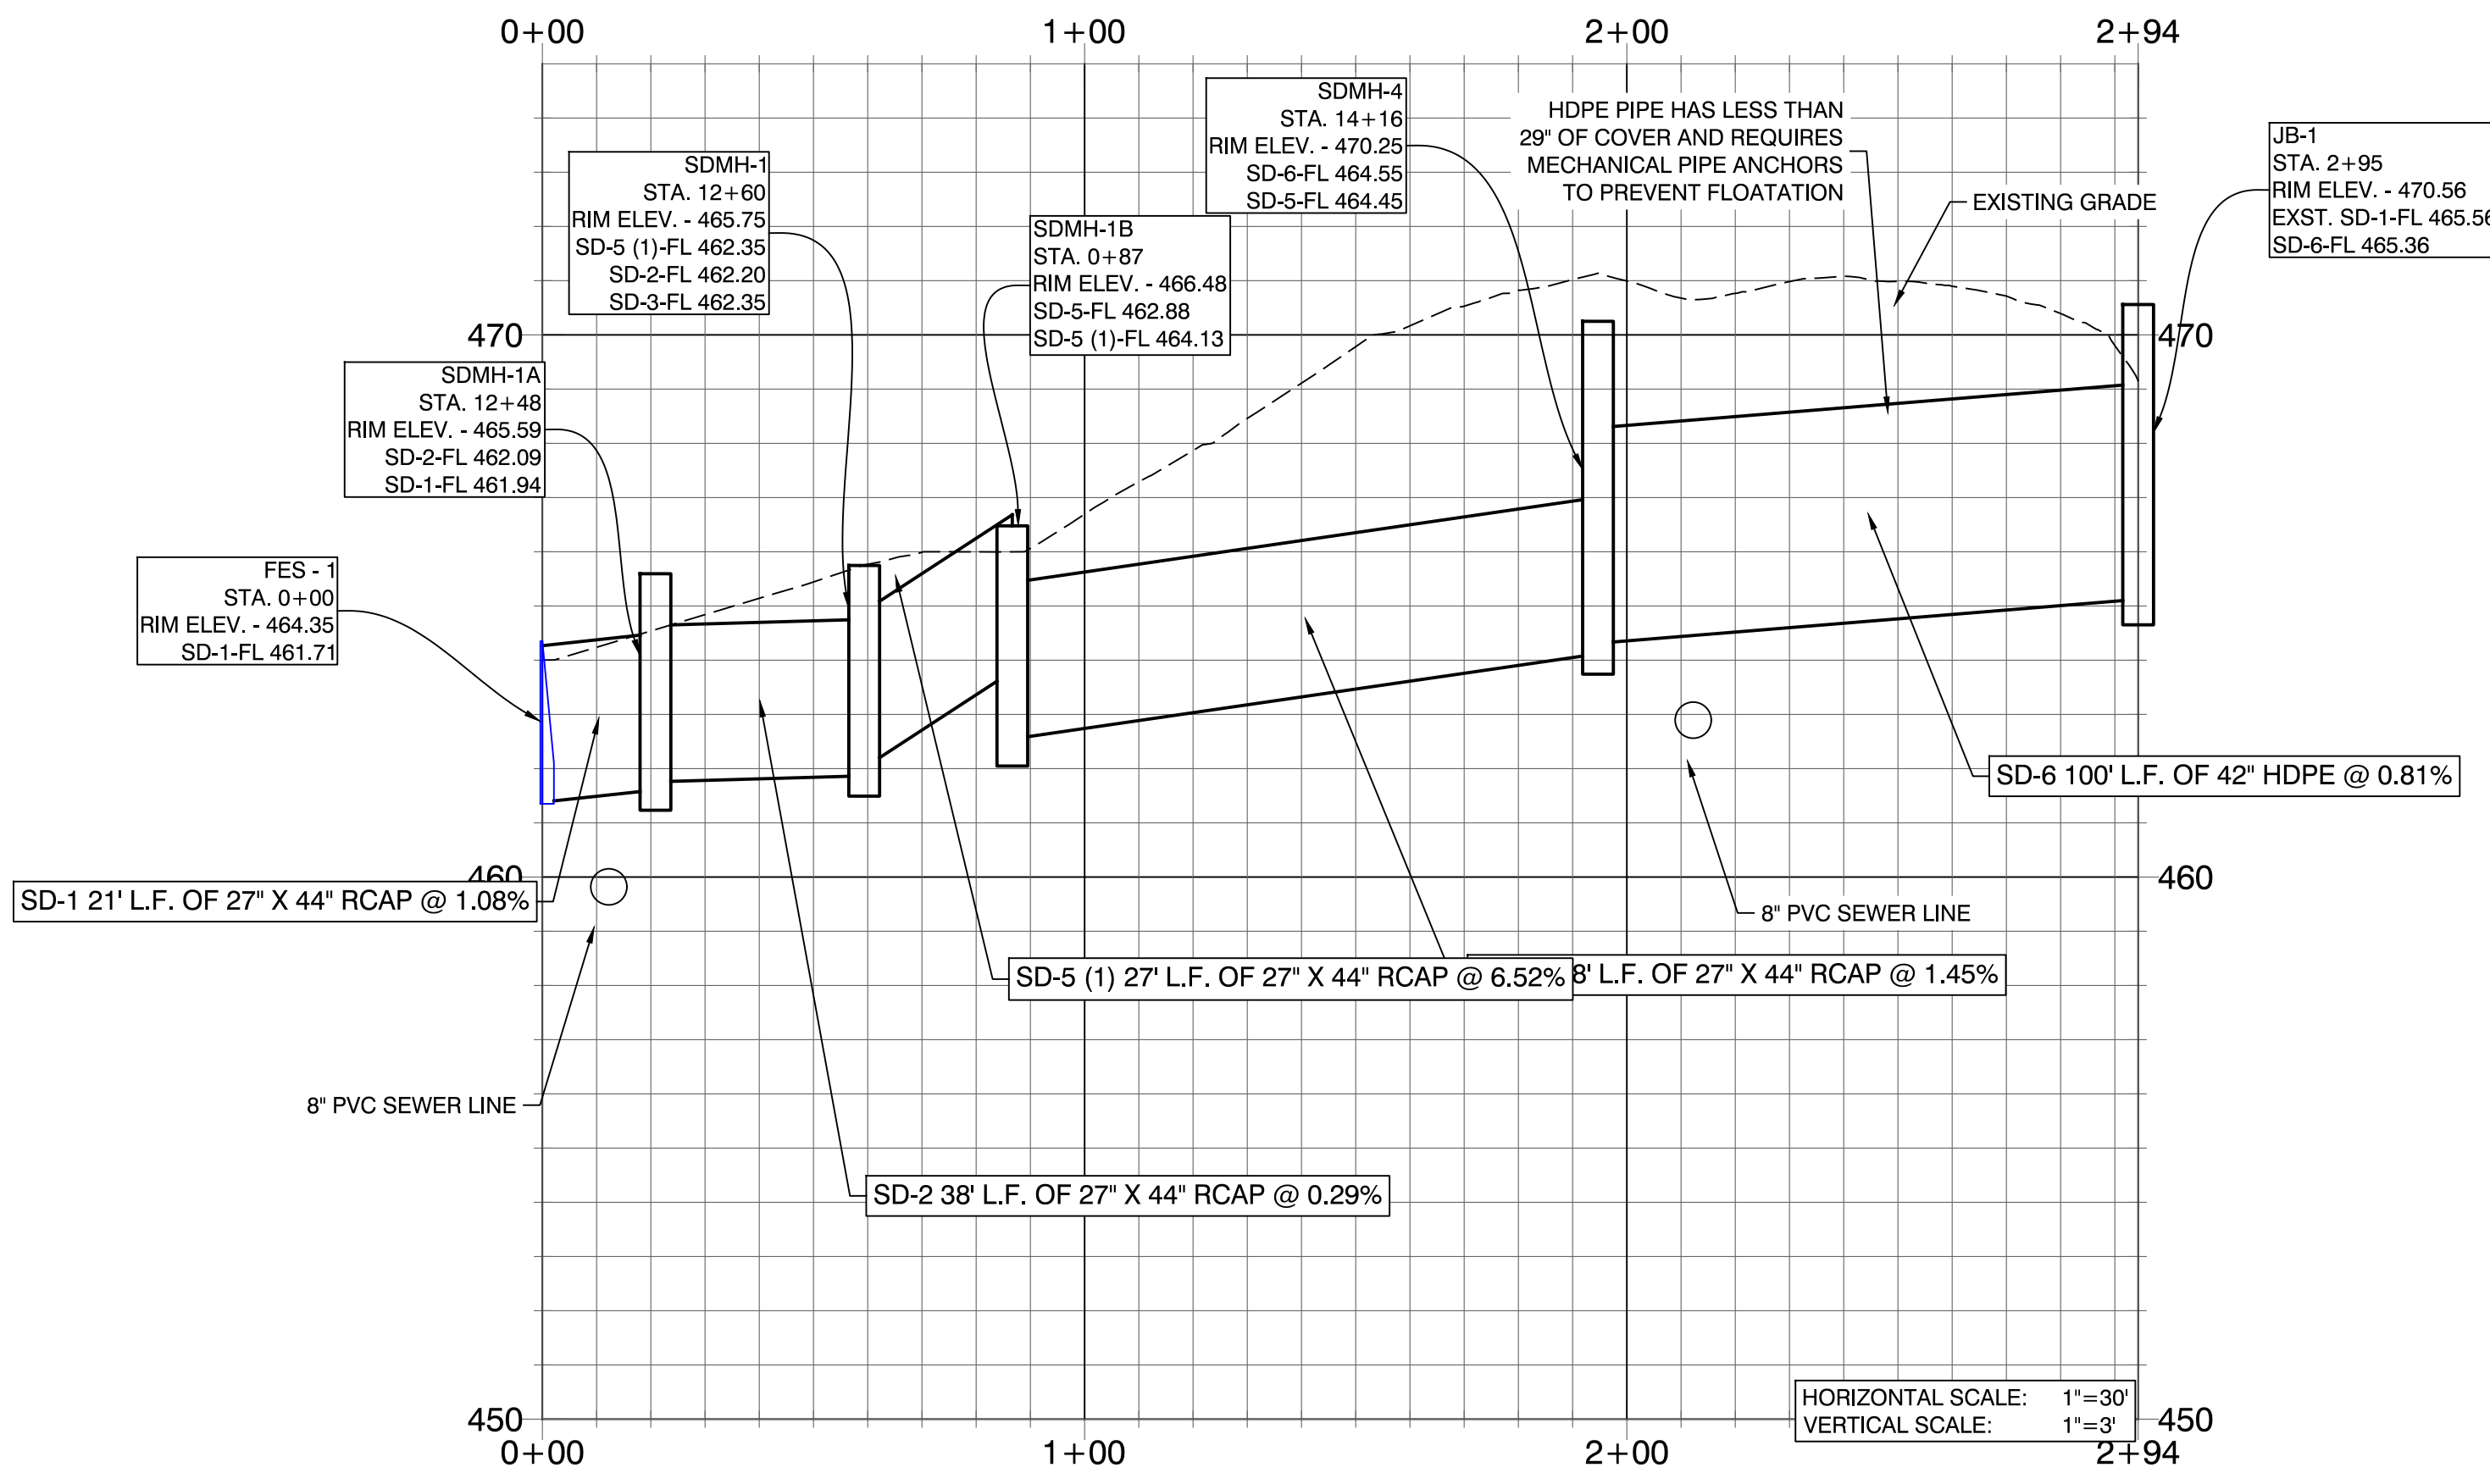 0+00
1+00
2+00
2+94
SDMH-4
STA. 14+16
RIM ELEV. - 470.25
SD-6-FL 464.55
SD-5-FL 464.45
HDPE PIPE HAS LESS THAN
29" OF COVER AND REQUIRES
MECHANICAL PIPE ANCHORS
TO PREVENT FLOATATION
JB-1
STA. 2+95
RIM ELEV. - 470.56
EXST. SD-1-FL 465.56
SD-6-FL 465.36
SDMH-1
STA. 12+60
RIM ELEV. - 465.75
SD-5 (1)-FL 462.35
SD-2-FL 462.20
SD-3-FL 462.35
EXISTING GRADE
SDMH-1B
STA. 0+87
RIM ELEV. - 466.48
SD-5-FL 462.88
SD-5 (1)-FL 464.13
470
470
SDMH-1A
STA. 12+48
RIM ELEV. - 465.59
SD-2-FL 462.09
SD-1-FL 461.94
FES - 1
STA. 0+00
RIM ELEV. - 464.35
SD-1-FL 461.71
SD-6 100' L.F. OF 42" HDPE @ 0.81%
460
460
SD-1 21' L.F. OF 27" X 44" RCAP @ 1.08%
8" PVC SEWER LINE
SD-5 (1) 27' L.F. OF 27" X 44" RCAP @ 6.52%
8' L.F. OF 27" X 44" RCAP @ 1.45%
8" PVC SEWER LINE
SD-2 38' L.F. OF 27" X 44" RCAP @ 0.29%
HORIZONTAL SCALE: 1"=30'
VERTICAL SCALE: 1"=3'
450
450
0+00
1+00
2+00
2+94